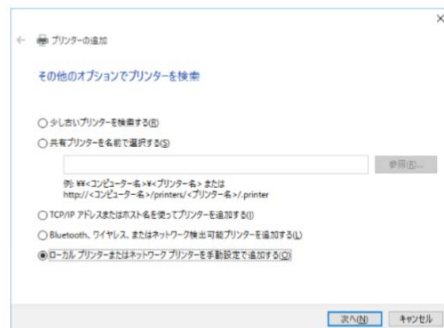 プリンターの追加
その他のオプションでプリンターを検索
少し古いプリンターを検索する(R)
共有プリンターを名前で選択する(S)
参照(R)...
例: ¥¥<コンピューター名>¥<プリンター名> または
http://<コンピューター名>/printers/<プリンター名>/.printer
TCP/IP アドレスまたはホスト名を使ってプリンターを追加する(I)
Bluetooth、ワイヤレス、またはネットワーク検出可能プリンターを追加する(L)
ローカル プリンターまたはネットワーク プリンターを手動設定で追加する(O)
次へ(N)
キャンセル